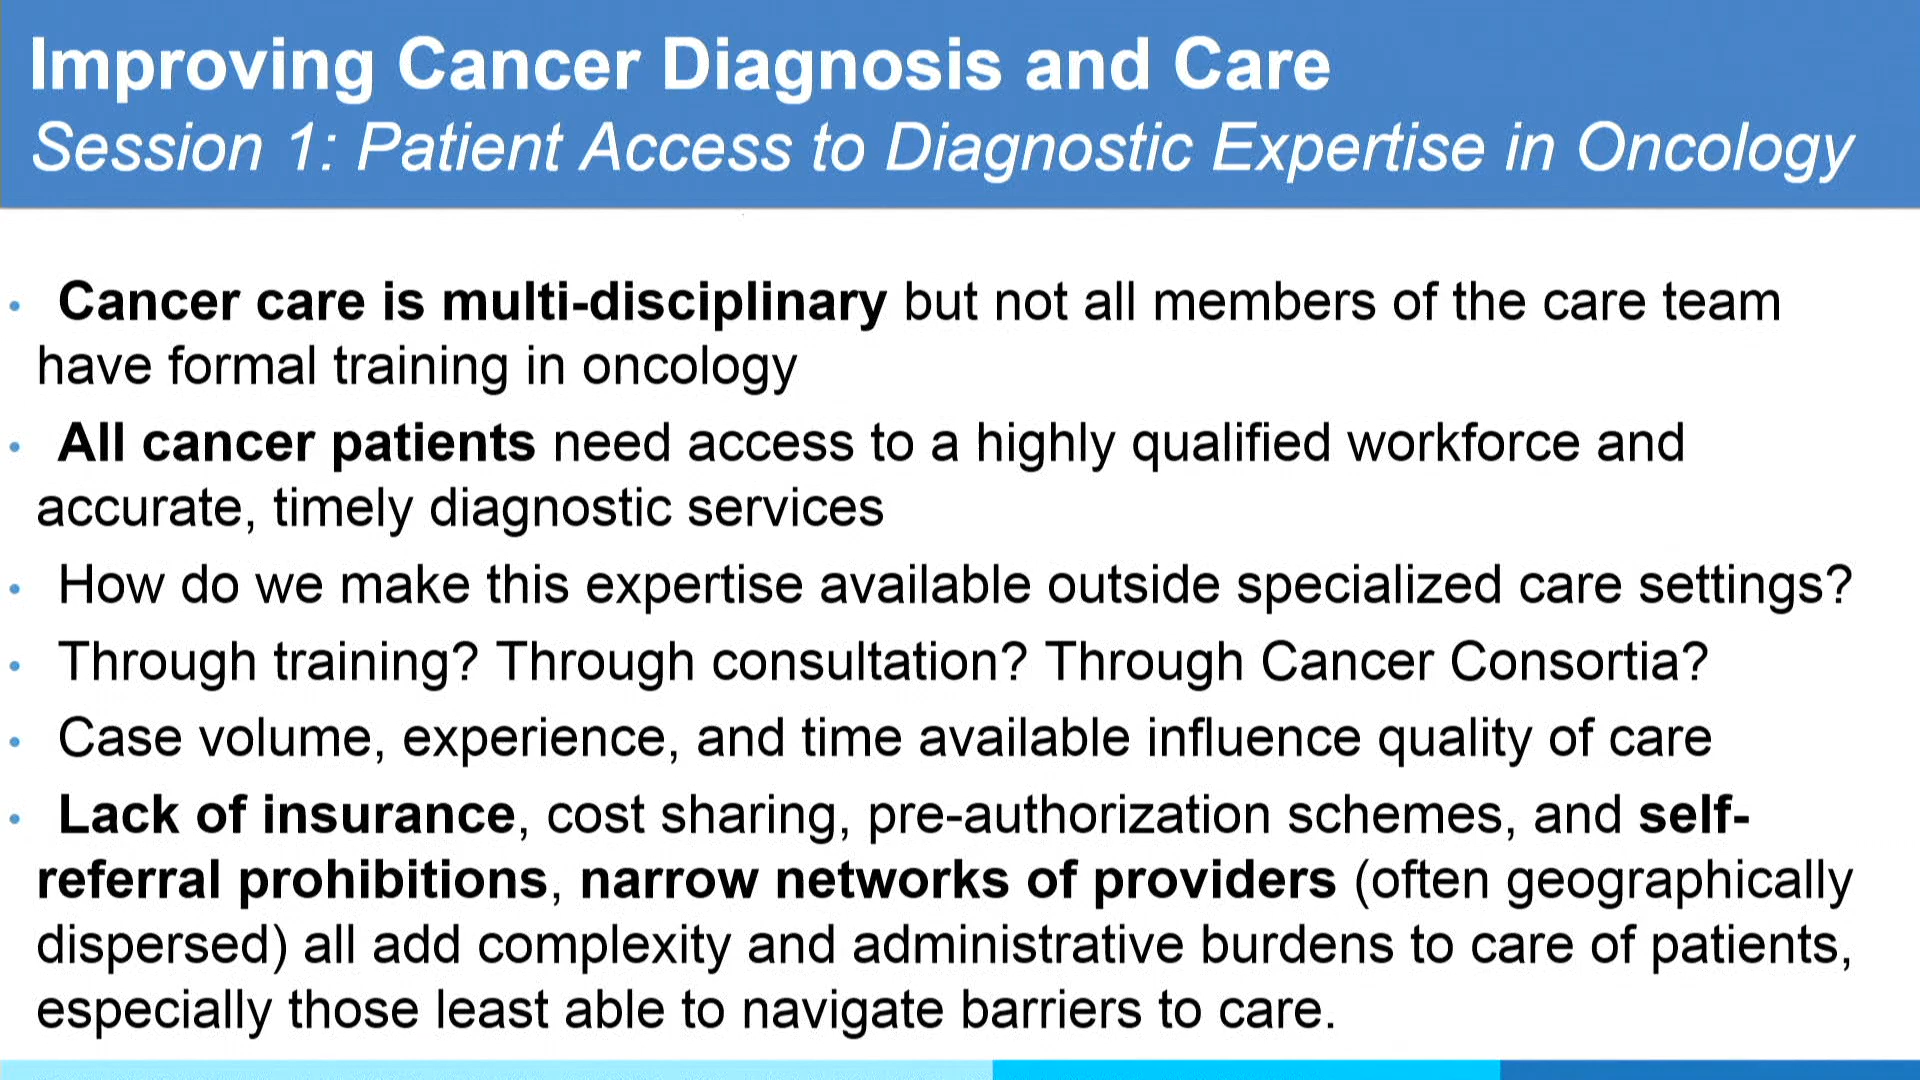 Improving Cancer Diagnosis and Care
Session 1: Patient Access to Diagnostic Expertise in Oncology
• Cancer care is multi-disciplinary but not all members of the care team
have formal training in oncology
• All cancer patients need access to a highly qualified workforce and
accurate, timely diagnostic services
• How do we make this expertise available outside specialized care settings?
• Through training? Through consultation? Through Cancer Consortia?
• Case volume, experience, and time available influence quality of care
• Lack of insurance, cost sharing, pre-authorization schemes, and self-
referral prohibitions, narrow networks of providers (often geographically
dispersed) all add complexity and administrative burdens to care of patients,
especially those least able to navigate barriers to care.